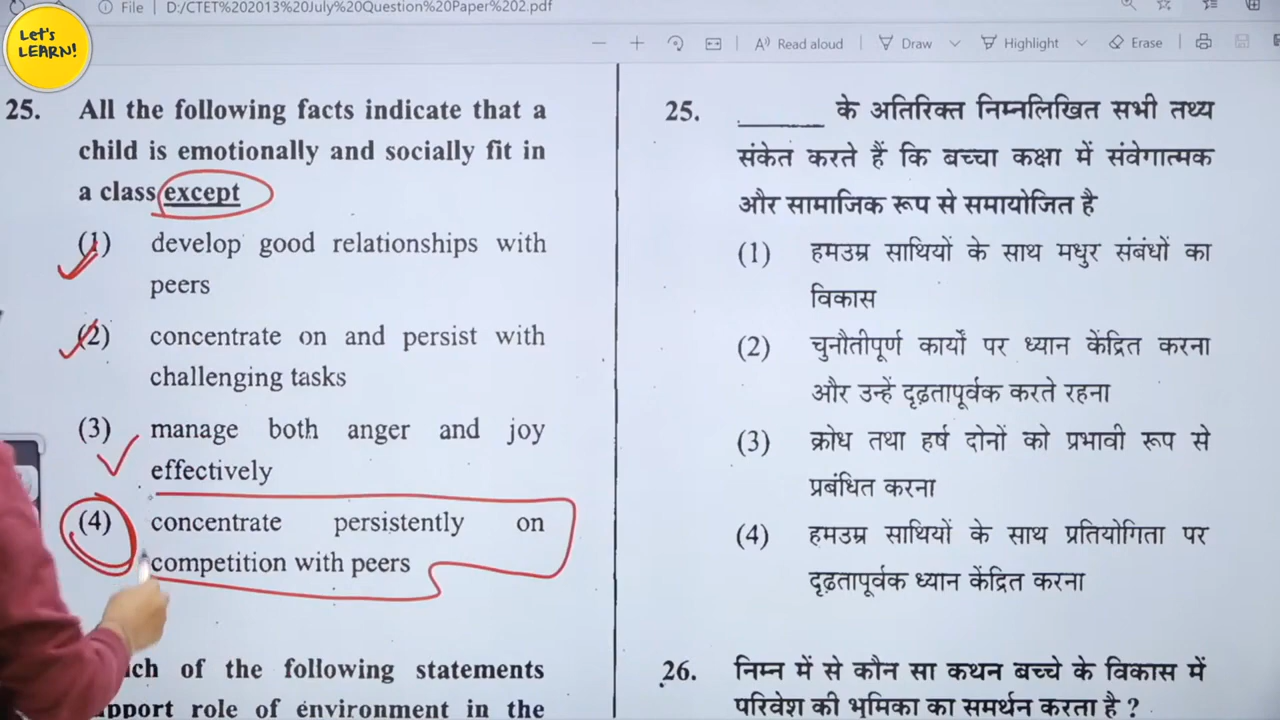 Let's
LEARN!
File | D:/CTET%202013%20July%20Question%20Paper%202.pdf
Read aloud
Draw
Highlight
Erase
25. All the following facts indicate that a
child is emotionally and socially fit in
a class except
(1) develop good relationships with
peers
(2) concentrate on and persist with
challenging tasks
(3) manage both anger and joy
effectively
(4) concentrate persistently on
competition with peers
of the following statements
role of environment in the
25. ______ के अतिरिक्त निम्नलिखित सभी तथ्य
संकेत करते हैं कि बच्चा कक्षा में संवेगात्मक
और सामाजिक रूप से समायोजित है
(1) हमउम्र साथियों के साथ मधुर संबंधों का
विकास
(2) चुनौतीपूर्ण कार्यों पर ध्यान केंद्रित करना
और उन्हें दृढ़तापूर्वक करते रहना
(3) क्रोध तथा हर्ष दोनों को प्रभावी रूप से
प्रबंधित करना
(4) हमउम्र साथियों के साथ प्रतियोगिता पर
दृढ़तापूर्वक ध्यान केंद्रित करना
26. निम्न में से कौन सा कथन बच्चे के विकास में
परिवेश की भूमिका का समर्थन करता है ?